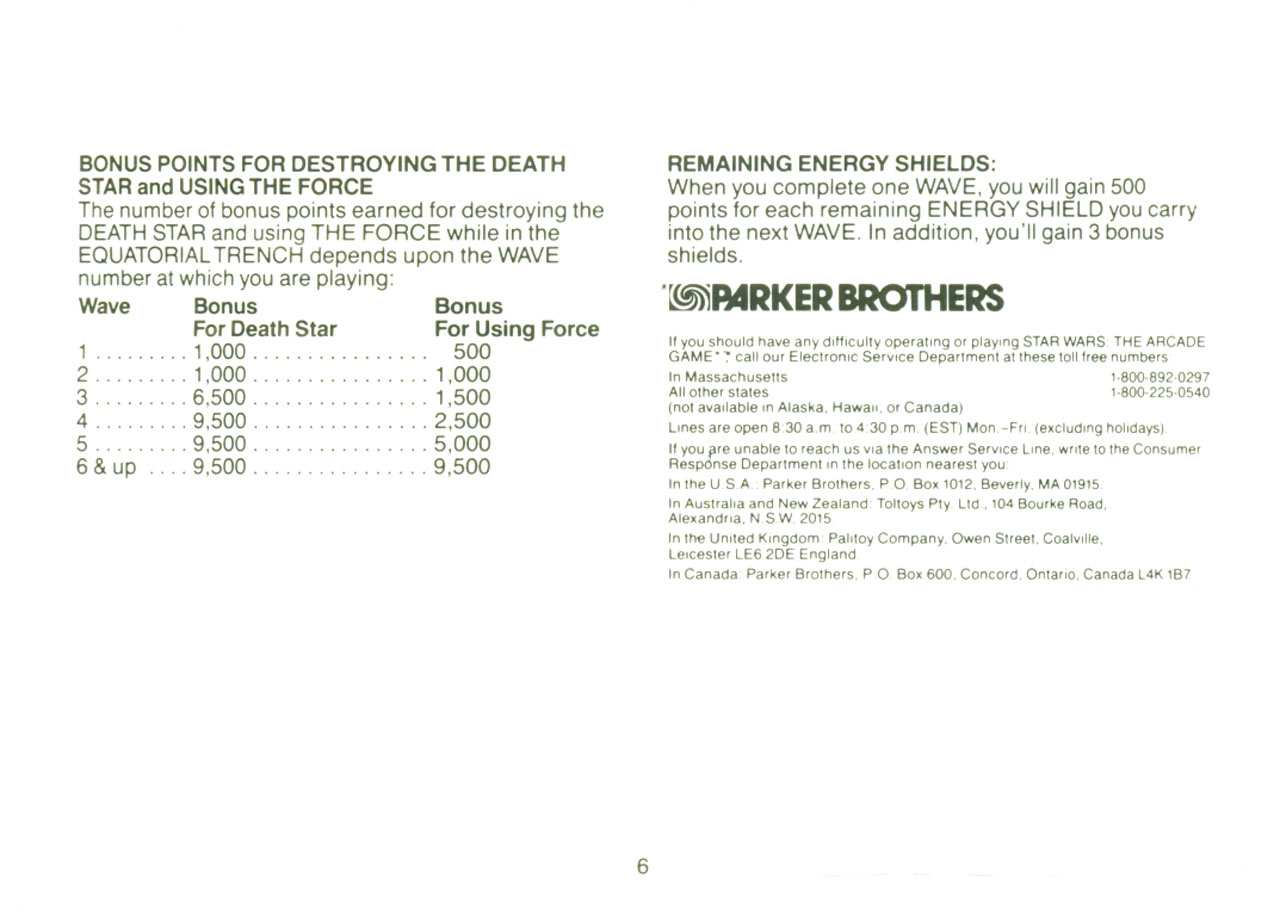 BONUS POINTS FOR DESTROYING THE DEATH
STAR and USING THE FORCE
The number of bonus points earned for destroying the
DEATH STAR and using THE FORCE while in the
EQUATORIAL TRENCH depends upon the WAVE
number at which you are playing:
Wave Bonus Bonus
For Death Star For Using Force
1 ......... 1,000 ................ 500
2 ......... 1,000 ................ 1,000
3 ......... 6,500 ................ 1,500
4 ......... 9,500 ................ 2,500
5 ......... 9,500 ................ 5,000
6 & up .... 9,500 ................ 9,500
REMAINING ENERGY SHIELDS:
When you complete one WAVE, you will gain 500
points for each remaining ENERGY SHIELD you carry
into the next WAVE. In addition, you'll gain 3 bonus
shields.
PARKER BROTHERS
If you should have any difficulty operating or playing STAR WARS: THE ARCADE
GAME** call our Electronic Service Department at these toll free numbers
In Massachusetts 1-800-892-0297
All other states 1-800-225-0540
(not available in Alaska, Hawaii, or Canada)
Lines are open 8:30 a.m. to 4:30 p.m. (EST) Mon.-Fri. (excluding holidays).
If you are unable to reach us via the Answer Service Line, write to the Consumer
Response Department in the location nearest you:
In the U.S.A.: Parker Brothers, P.O. Box 1012, Beverly, MA 01915.
In Australia and New Zealand: Toltoys Pty. Ltd., 104 Bourke Road,
Alexandria, N.S.W. 2015
In the United Kingdom: Palitoy Company, Owen Street, Coalville,
Leicester LE6 2DE England
In Canada: Parker Brothers, P.O. Box 600, Concord, Ontario, Canada L4K 1B7
6